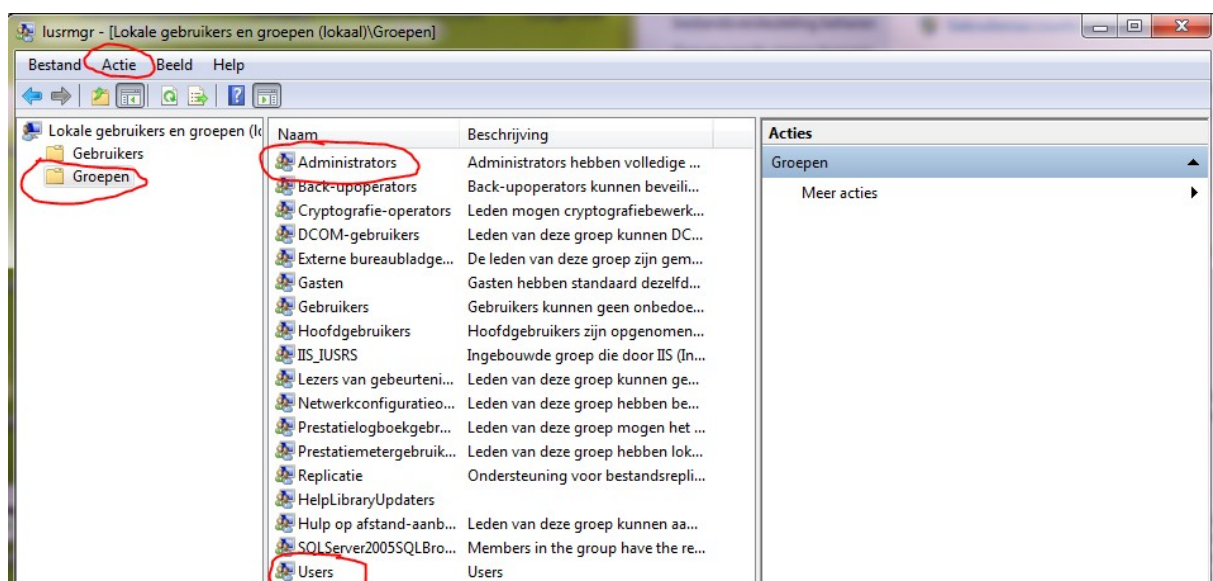 lusrmgr - [Lokale gebruikers en groepen (lokaal)\Groepen]
Bestand Actie Beeld Help
Lokale gebruikers en groepen (lo
Gebruikers
Groepen
Naam Beschrijving
Administrators Administrators hebben volledige ...
Back-upoperators Back-upoperators kunnen beveili...
Cryptografie-operators Leden mogen cryptografiebewerk...
DCOM-gebruikers Leden van deze groep kunnen DC...
Externe bureaubladge... De leden van deze groep zijn gem...
Gasten Gasten hebben standaard dezelfd...
Gebruikers Gebruikers kunnen geen onbedoe...
Hoofdgebruikers Hoofdgebruikers zijn opgenomen...
IIS_IUSRS Ingebouwde groep die door IIS (In...
Lezers van gebeurteni... Leden van deze groep kunnen ge...
Netwerkconfiguratieo... Leden van deze groep hebben be...
Prestatielogboekgebr... Leden van deze groep mogen het ...
Prestatiemetergebruik... Leden van deze groep hebben lok...
Replicatie Ondersteuning voor bestandsrepli...
HelpLibraryUpdaters
Hulp op afstand-aanb... Leden van deze groep kunnen aa...
SQLServer2005SQLBro... Members in the group have the re...
Users Users
Acties
Groepen
Meer acties